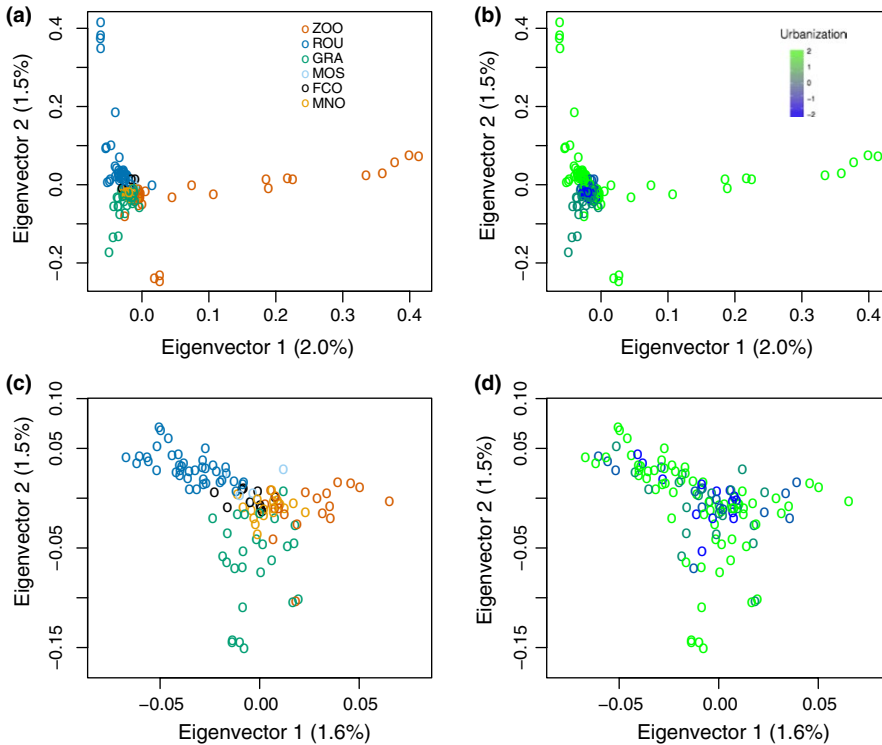 (a)
ZOO
ROU
GRA
MOS
FCO
MNO
Eigenvector 2 (1.5%)
0.4
0.2
0.0
−0.2
0.0 0.1 0.2 0.3 0.4
Eigenvector 1 (2.0%)
(b)
Urbanization
2
1
0
−1
−2
Eigenvector 2 (1.5%)
0.4
0.2
0.0
−0.2
0.0 0.1 0.2 0.3 0.4
Eigenvector 1 (2.0%)
(c)
Eigenvector 2 (1.5%)
0.10
0.05
−0.05
−0.15
−0.05 0.00 0.05
Eigenvector 1 (1.6%)
(d)
Eigenvector 2 (1.5%)
0.10
0.05
−0.05
−0.15
−0.05 0.00 0.05
Eigenvector 1 (1.6%)